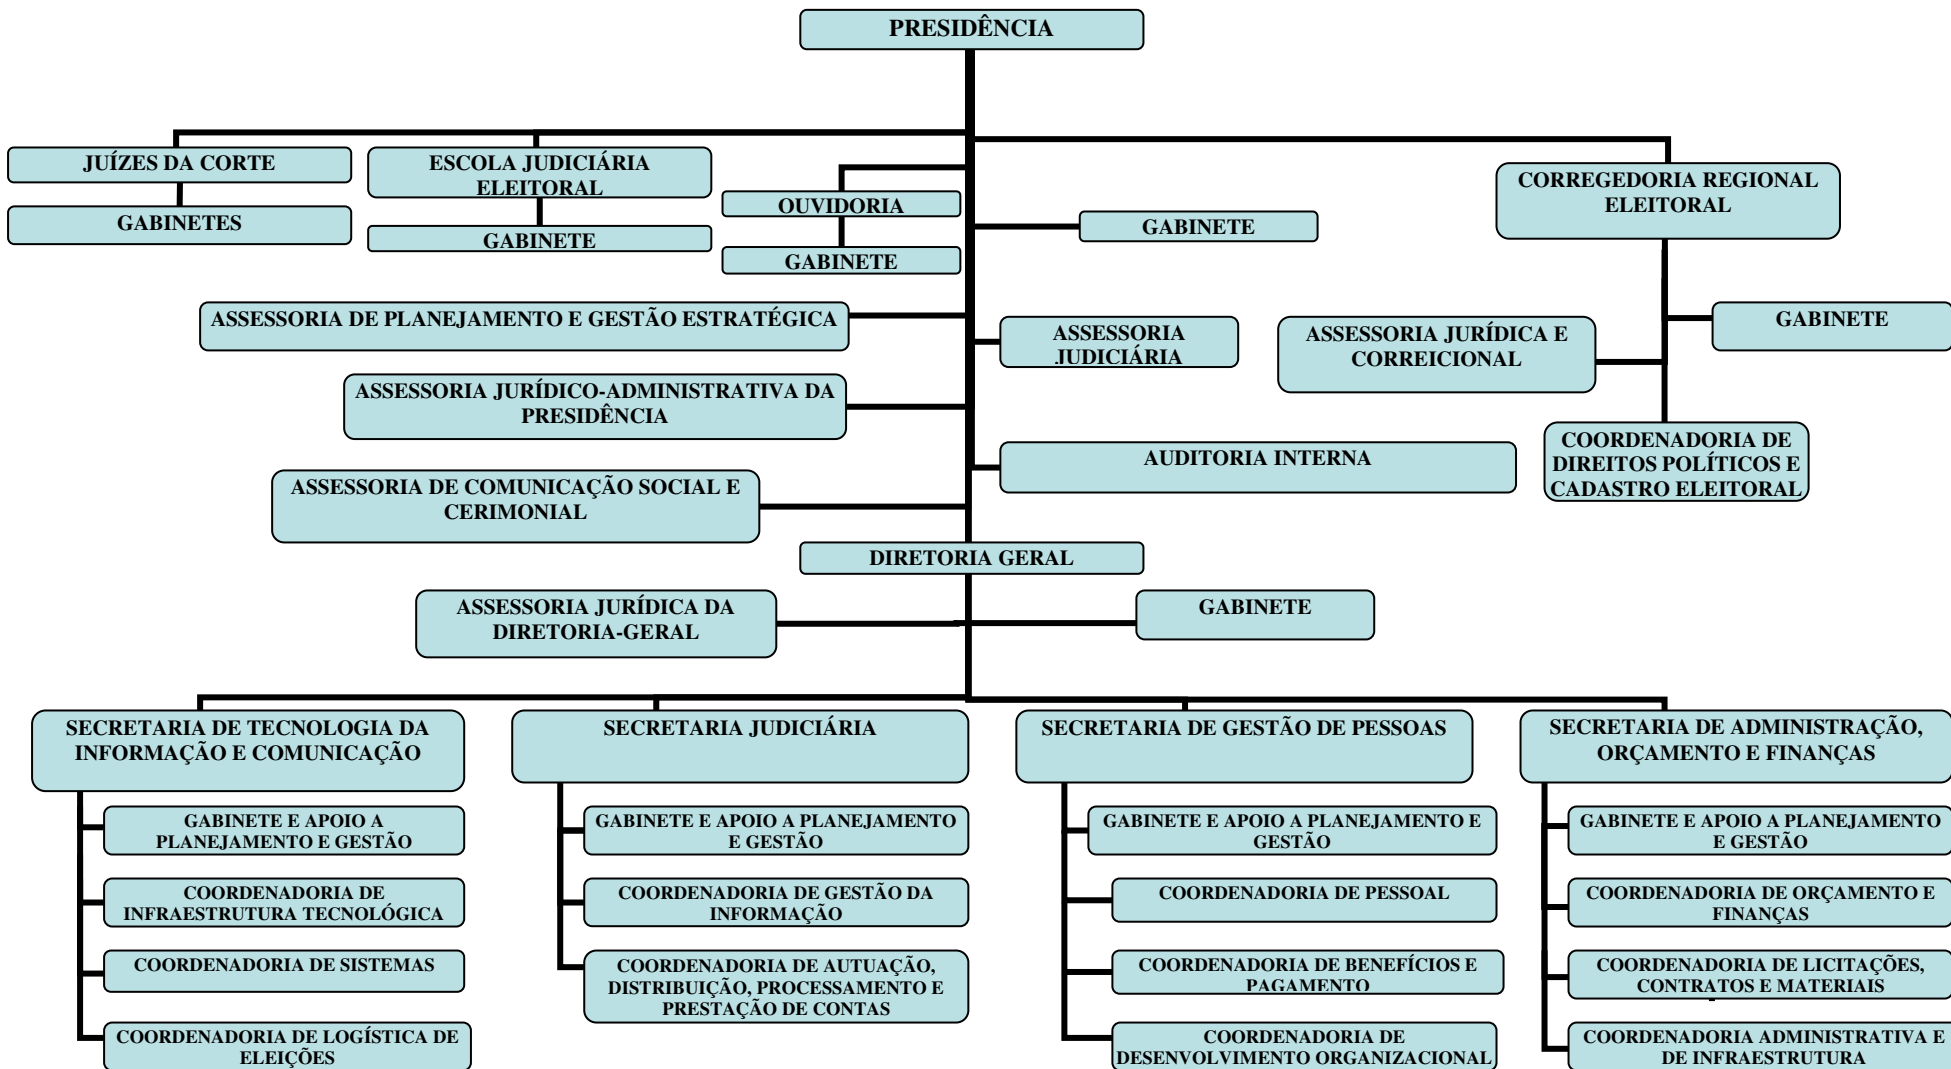 PRESIDÊNCIA
JUÍZES DA CORTE
GABINETES
ESCOLA JUDICIÁRIA
ELEITORAL
GABINETE
OUVIDORIA
GABINETE
GABINETE
CORREGEDORIA REGIONAL
ELEITORAL
ASSESSORIA DE PLANEJAMENTO E GESTÃO ESTRATÉGICA
ASSESSORIA
JUDICIÁRIA
ASSESSORIA JURÍDICA E
CORREICIONAL
GABINETE
ASSESSORIA JURÍDICO-ADMINISTRATIVA DA
PRESIDÊNCIA
AUDITORIA INTERNA
COORDENADORIA DE
DIREITOS POLÍTICOS E
CADASTRO ELEITORAL
ASSESSORIA DE COMUNICAÇÃO SOCIAL E
CERIMONIAL
DIRETORIA GERAL
ASSESSORIA JURÍDICA DA
DIRETORIA-GERAL
GABINETE
SECRETARIA DE TECNOLOGIA DA
INFORMAÇÃO E COMUNICAÇÃO
GABINETE E APOIO A
PLANEJAMENTO E GESTÃO
COORDENADORIA DE
INFRAESTRUTURA TECNOLÓGICA
COORDENADORIA DE SISTEMAS
COORDENADORIA DE LOGÍSTICA DE
ELEIÇÕES
SECRETARIA JUDICIÁRIA
GABINETE E APOIO A PLANEJAMENTO
E GESTÃO
COORDENADORIA DE GESTÃO DA
INFORMAÇÃO
COORDENADORIA DE AUTUAÇÃO,
DISTRIBUIÇÃO, PROCESSAMENTO E
PRESTAÇÃO DE CONTAS
SECRETARIA DE GESTÃO DE PESSOAS
GABINETE E APOIO A PLANEJAMENTO E
GESTÃO
COORDENADORIA DE PESSOAL
COORDENADORIA DE BENEFÍCIOS E
PAGAMENTO
COORDENADORIA DE
DESENVOLVIMENTO ORGANIZACIONAL
SECRETARIA DE ADMINISTRAÇÃO,
ORÇAMENTO E FINANÇAS
GABINETE E APOIO A PLANEJAMENTO
E GESTÃO
COORDENADORIA DE ORÇAMENTO E
FINANÇAS
COORDENADORIA DE LICITAÇÕES,
CONTRATOS E MATERIAIS
COORDENADORIA ADMINISTRATIVA E
DE INFRAESTRUTURA